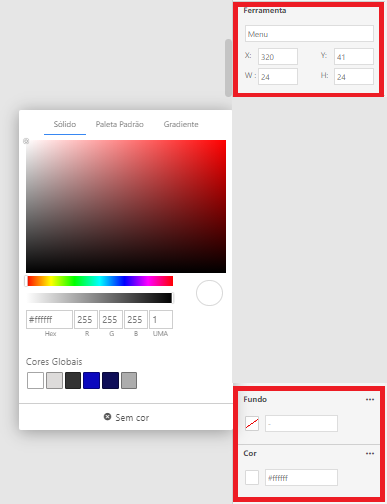 Ferramenta
Menu
X: 320 Y: 41
W : 24 H: 24
Sólido Paleta Padrão Gradiente
#ffffff 255 255 255 1
Hex R G B UMA
Cores Globais
Sem cor
Fundo ...
-
Cor ...
#ffffff